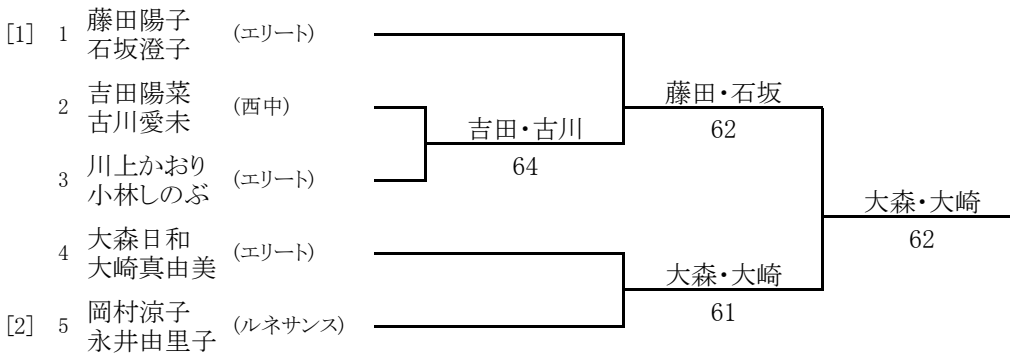 [1] 1 藤田陽子 (エリート)
石坂澄子
2 吉田陽菜 (西中)
古川愛未
3 川上かおり (エリート)
小林しのぶ
4 大森日和 (エリート)
大崎真由美
[2] 5 岡村涼子 (ルネサンス)
永井由里子
吉田・古川
64
藤田・石坂
62
大森・大崎
61
大森・大崎
62